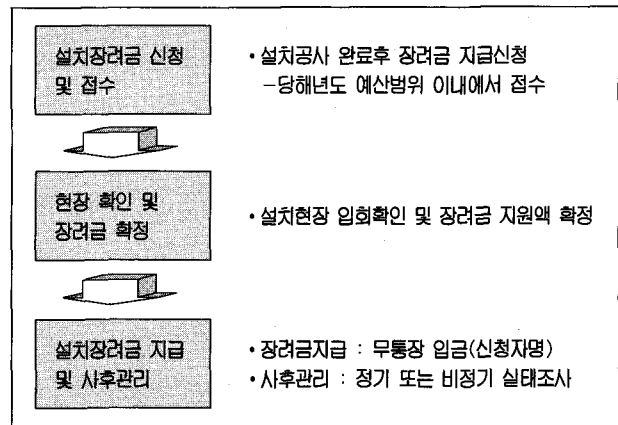 설치장려금 신청
및 접수
• 설치공사 완료후 장려금 지급신청
－당해년도 예산범위 이내에서 접수
현장 확인 및
장려금 확정
• 설치현장 입회확인 및 장려금 지원액 확정
설치장려금 지급
및 사후관리
• 장려금지급 : 무통장 입금(신청자명)
• 사후관리 : 정기 또는 비정기 실태조사